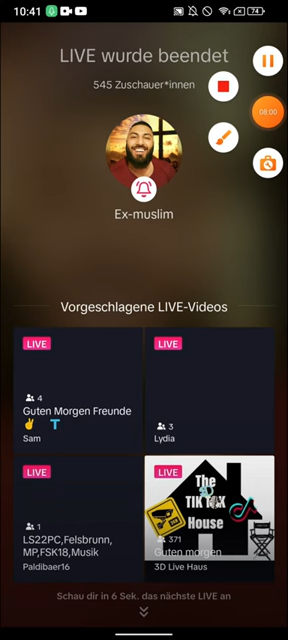 10:41
74
LIVE wurde beendet
545 Zuschauer*innen
08:00
Ex-muslim
Vorgeschlagene LIVE-Videos
LIVE
4
Guten Morgen Freunde
✌ T
Sam
LIVE
3
Lydia
LIVE
1
LS22PC,Felsbrunn,
MP,FSK18,Musik
Paldibaer16
LIVE
The
TIK TOK
House
371
Guten morgen
3D Live Haus
Schau dir in 6 Sek. das nächste LIVE an